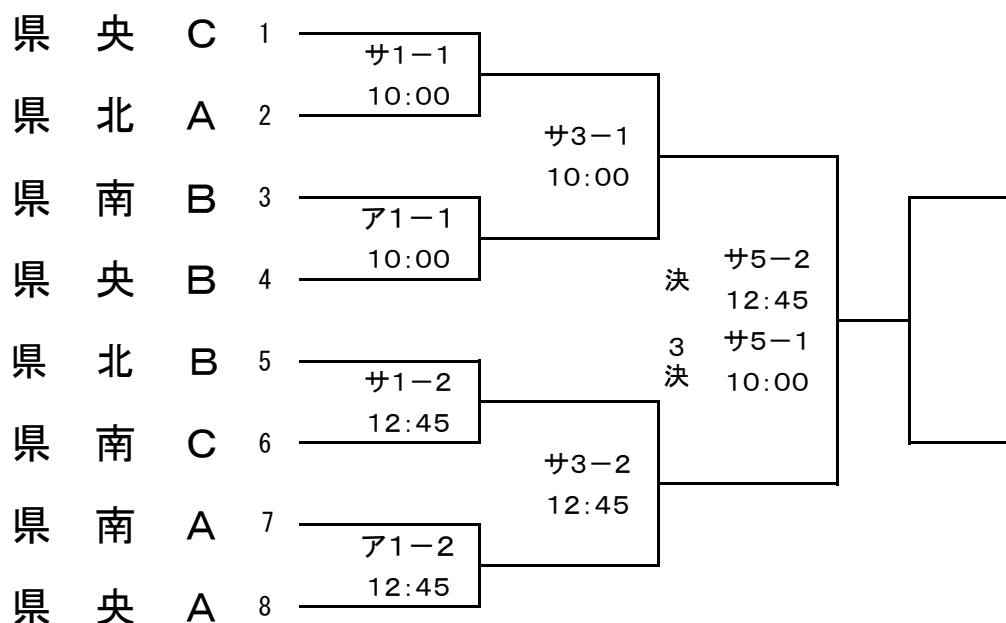 県 央 C 1
サ1－1
10:00
県 北 A 2
サ3－1
10:00
県 南 B 3
ア1－1
10:00
県 央 B 4
決 サ5－2
12:45
3決 サ5－1
10:00
県 北 B 5
サ1－2
12:45
県 南 C 6
サ3－2
12:45
県 南 A 7
ア1－2
12:45
県 央 A 8